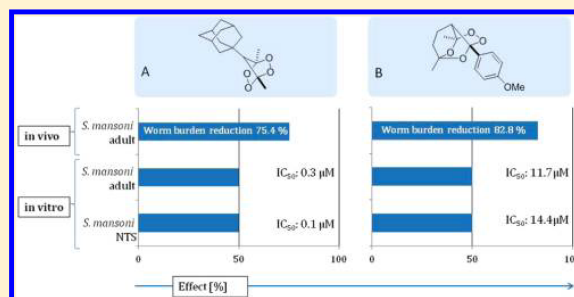 A
B
OMe
in vivo
S. mansoni
adult
Worm burden reduction 75.4 %
Worm burden reduction 82.8 %
in vitro
S. mansoni
adult
IC50: 0.3 µM
IC50: 11.7µM
S. mansoni
NTS
IC50: 0.1 µM
IC50: 14.4µM
0 50 100
0 50 10
Effect [%]